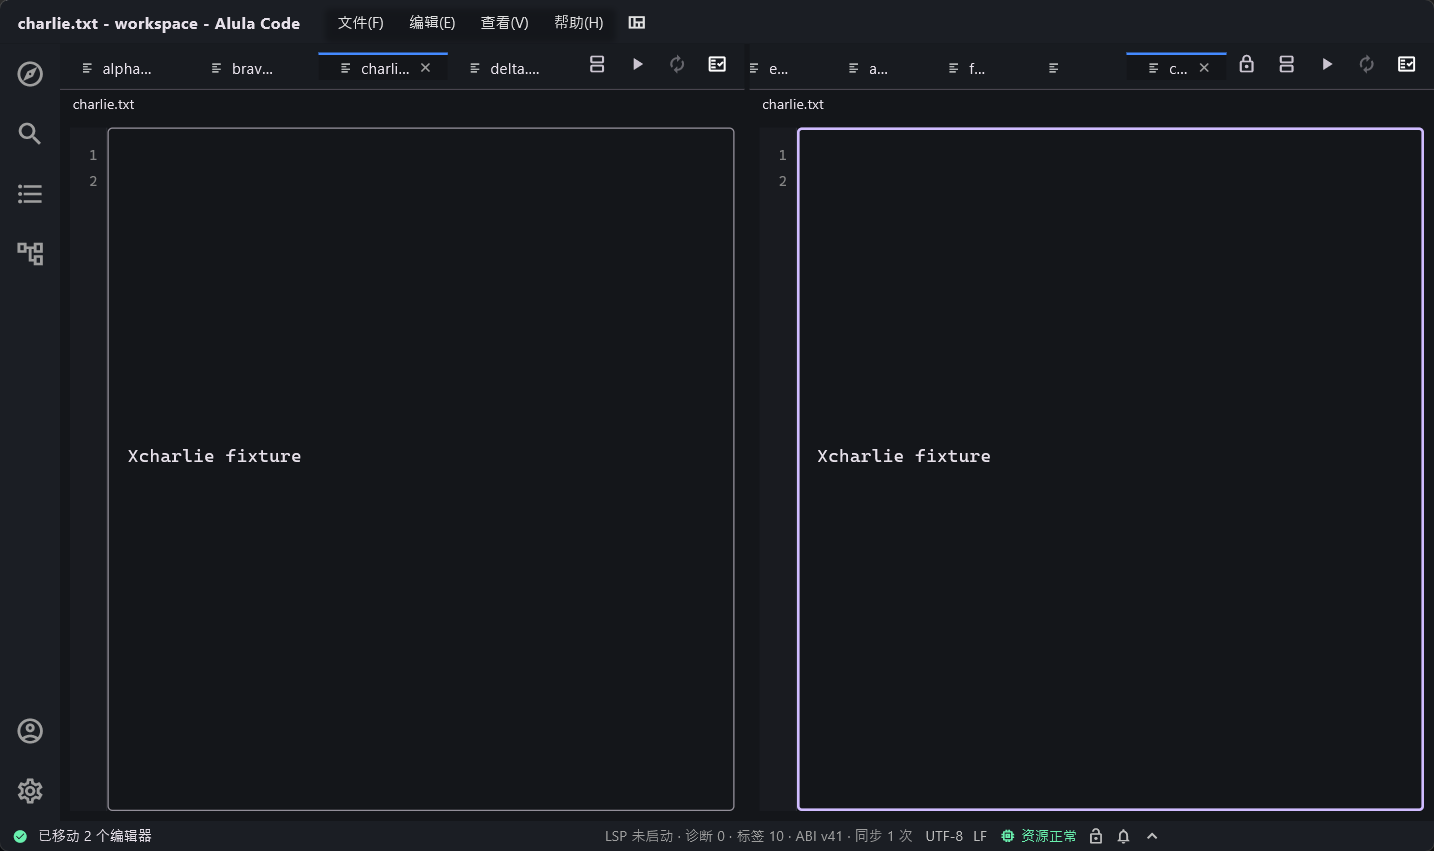 charlie.txt - workspace - Alula Code 文件(F) 编辑(E) 查看(V) 帮助(H)
alpha... brav... charli... delta.... e... a... f... c...
charlie.txt charlie.txt
1 1
2 2
Xcharlie fixture Xcharlie fixture
已移动 2 个编辑器 LSP 未启动 · 诊断 0 · 标签 10 · ABI v41 · 同步 1 次 UTF-8 LF 资源正常